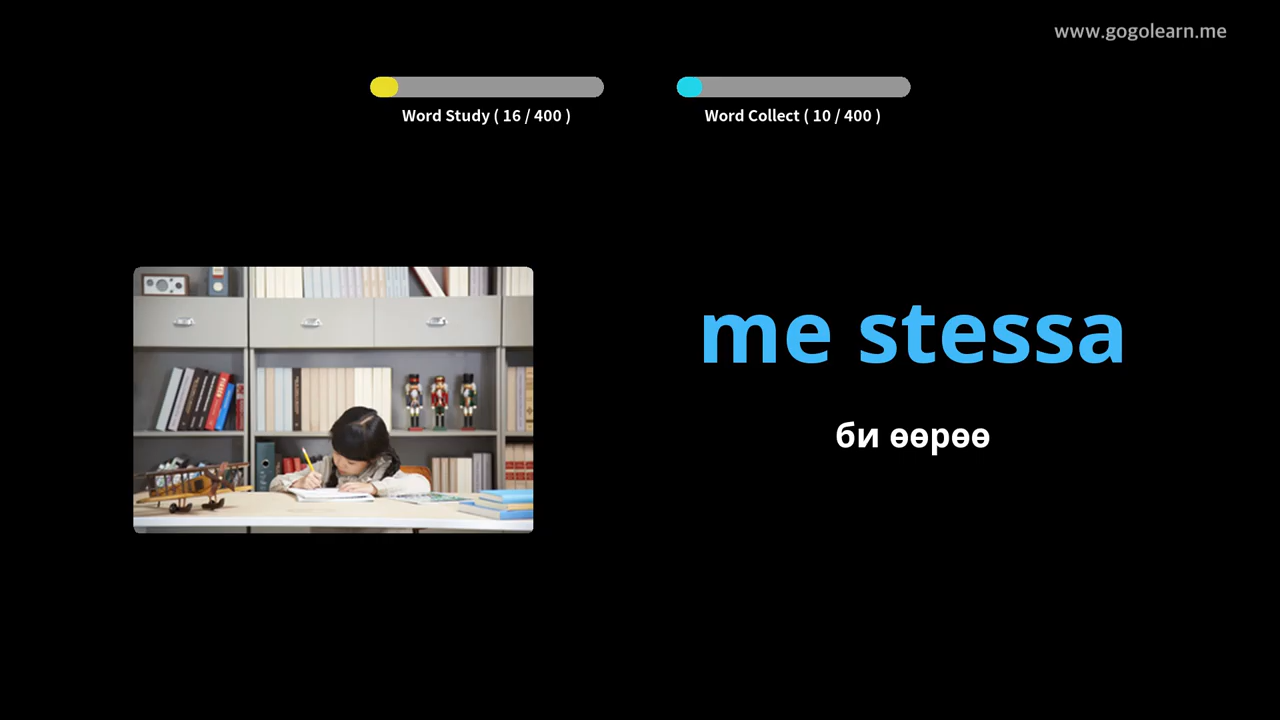 www.gogolearn.me
Word Study ( 16 / 400 )
Word Collect ( 10 / 400 )
me stessa
би өөрөө